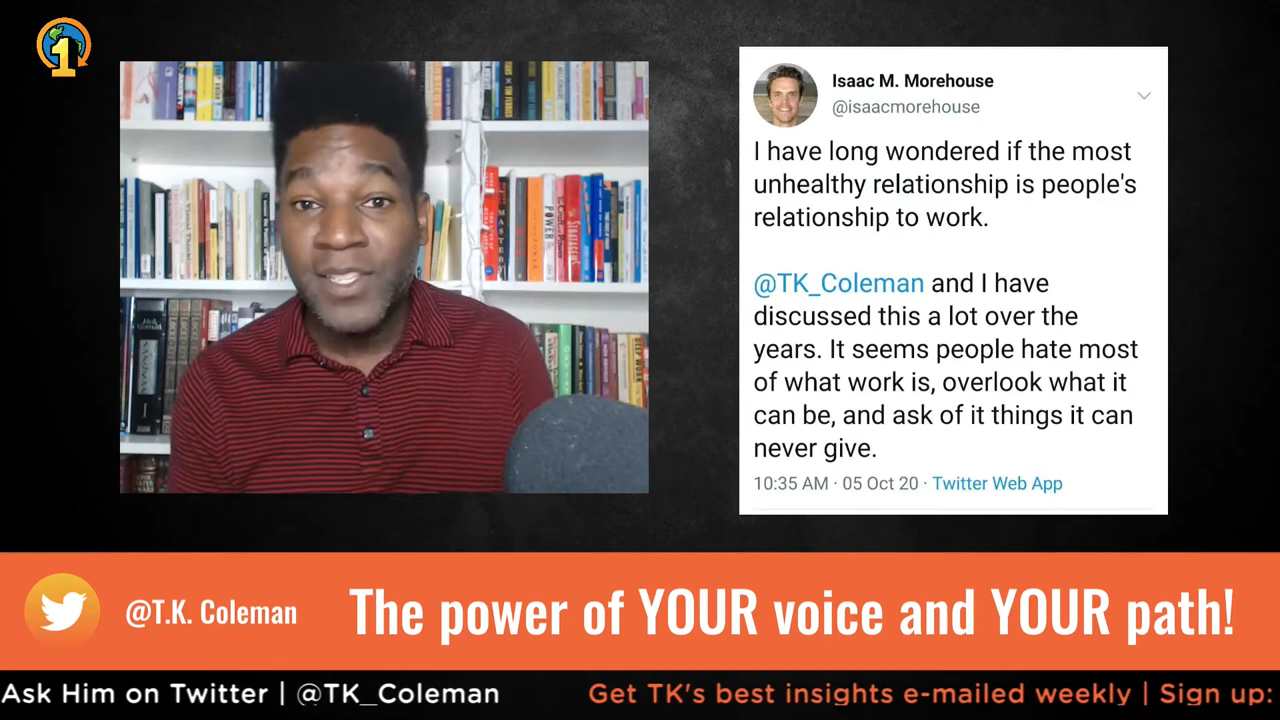 1
Isaac M. Morehouse
@isaacmorehouse
I have long wondered if the most
unhealthy relationship is people's
relationship to work.
@TK_Coleman and I have
discussed this a lot over the
years. It seems people hate most
of what work is, overlook what it
can be, and ask of it things it can
never give.
10:35 AM · 05 Oct 20 · Twitter Web App
MASTERY
POWER
@T.K. Coleman
The power of YOUR voice and YOUR path!
Ask Him on Twitter | @TK_Coleman
Get TK's best insights e-mailed weekly | Sign up: